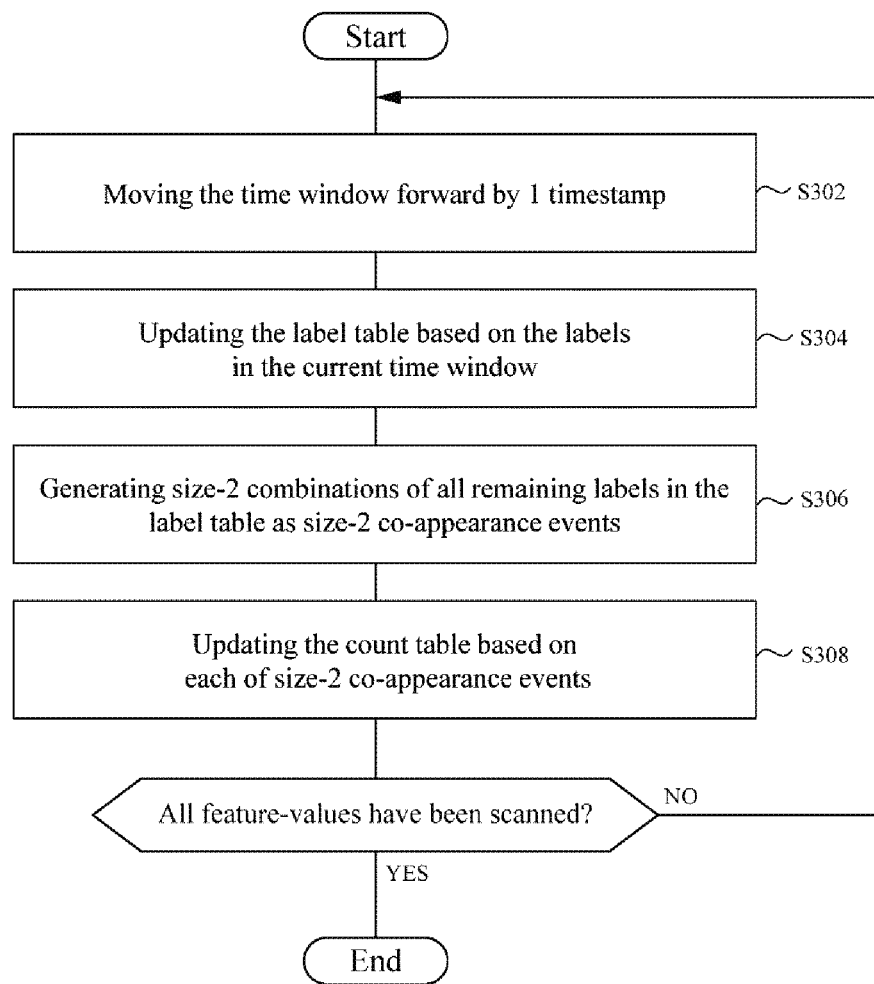 Start
Moving the time window forward by 1 timestamp
S302
Updating the label table based on the labels
in the current time window
S304
Generating size-2 combinations of all remaining labels in the
label table as size-2 co-appearance events
S306
Updating the count table based on
each of size-2 co-appearance events
S308
All feature-values have been scanned?
NO
YES
End